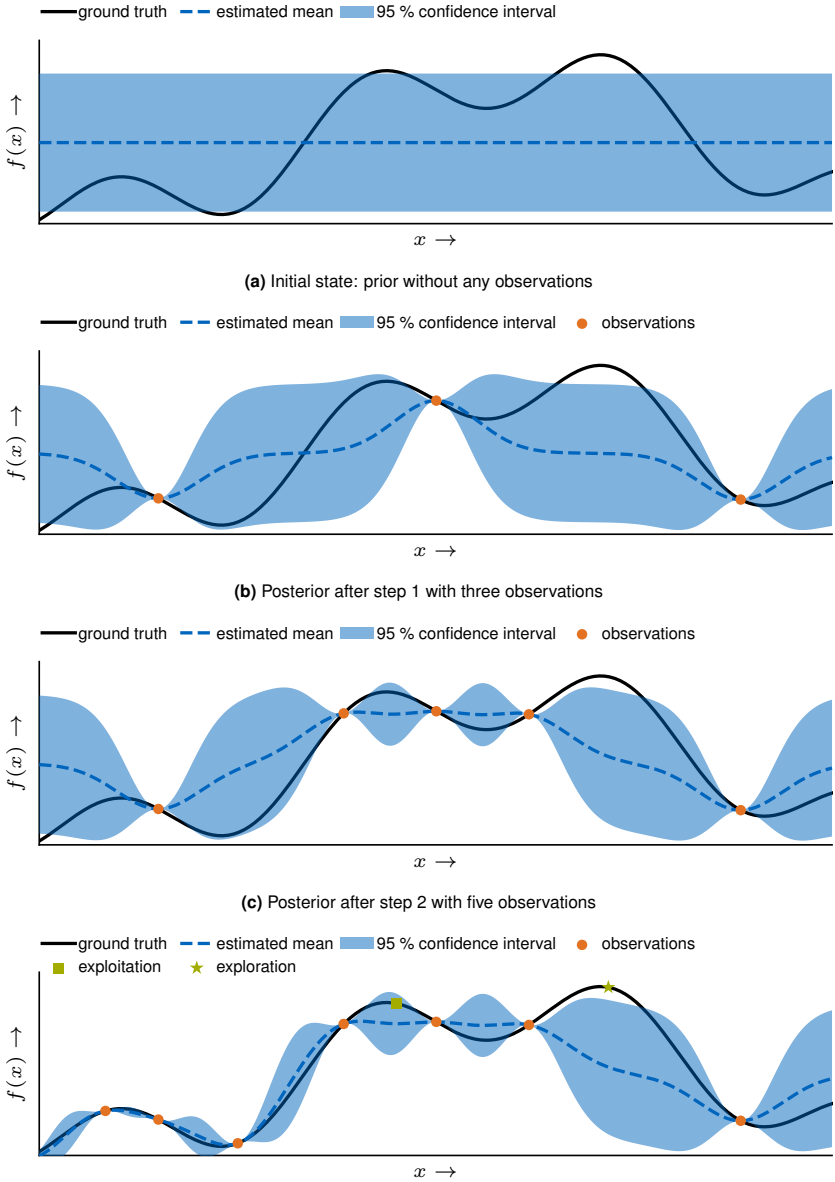 ground truth estimated mean 95 % confidence interval
f(x) →
x →
(a) Initial state: prior without any observations
ground truth estimated mean 95 % confidence interval observations
f(x) →
x →
(b) Posterior after step 1 with three observations
ground truth estimated mean 95 % confidence interval observations
f(x) →
x →
(c) Posterior after step 2 with five observations
ground truth estimated mean 95 % confidence interval observations
exploitation exploration
f(x) →
x →